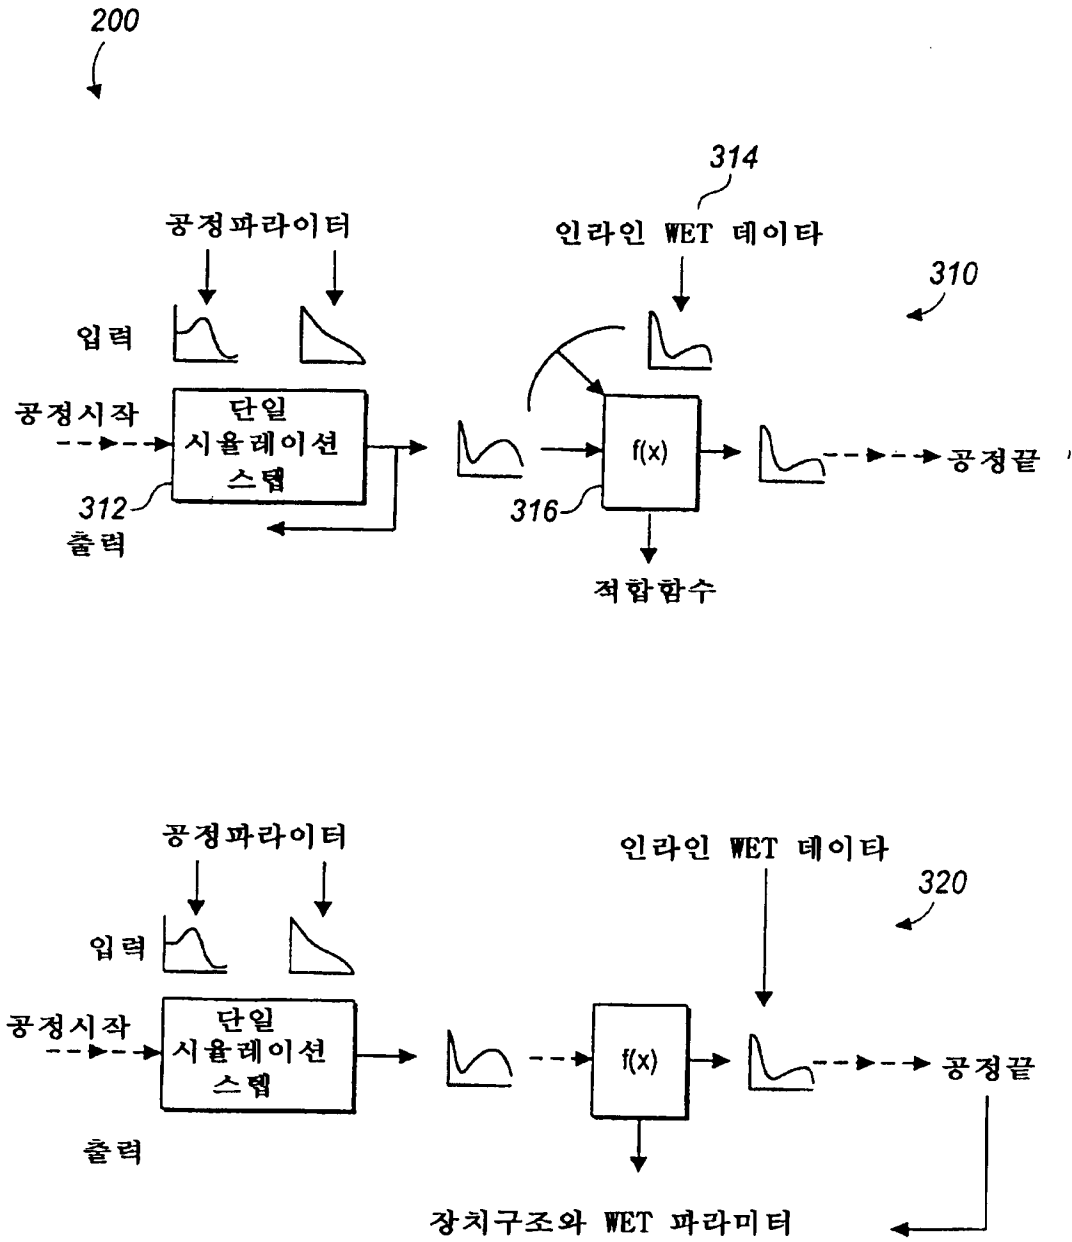 200
314
공정파라이터
인라인 WET 데이타
310
입력
공정시작
단일
시율레이션
스텝
f(x)
공정끝
312
316
출력
적합함수
공정파라이터
인라인 WET 데이타
320
입력
공정시작
단일
시율레이션
스텝
f(x)
공정끝
출력
장치구조와 WET 파라미터